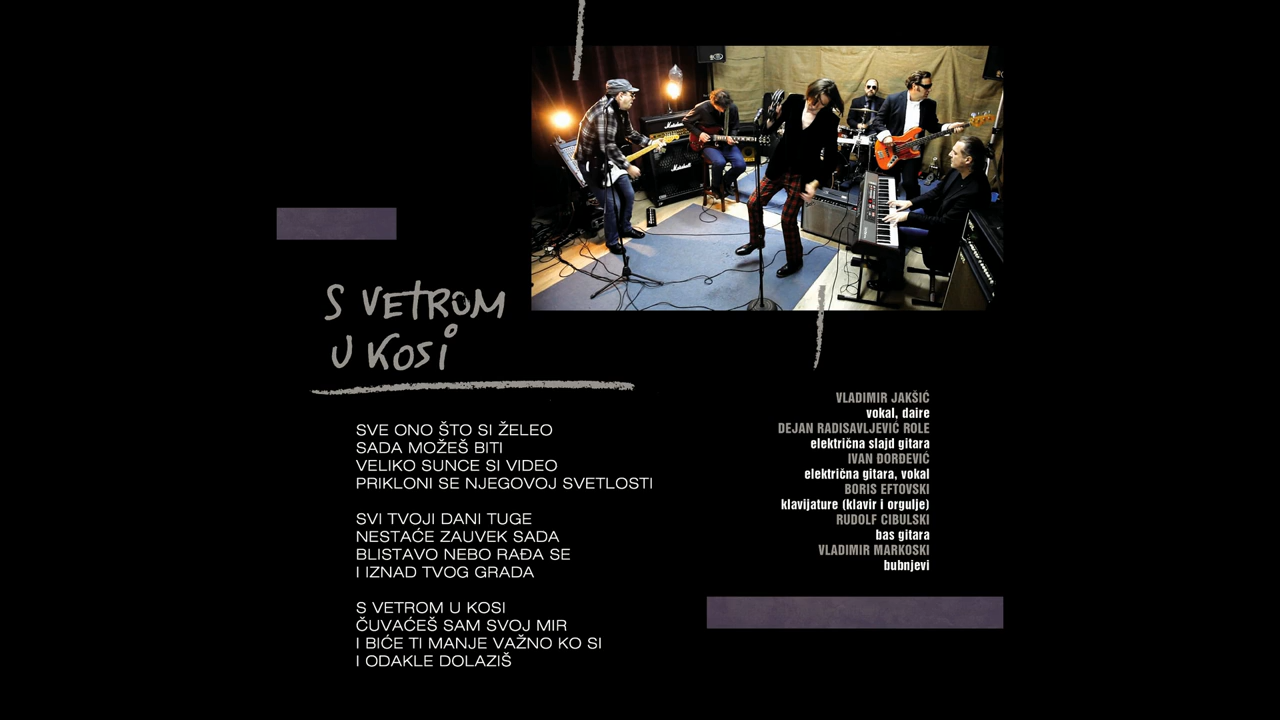 S VETROM
U KOSI
SVE ONO ŠTO SI ŽELEO
SADA MOŽEŠ BITI
VELIKO SUNCE SI VIDEO
PRIKLONI SE NJEGOVOJ SVETLOSTI
SVI TVOJI DANI TUGE
NESTAĆE ZAUVEK SADA
BLISTAVO NEBO RAĐA SE
I IZNAD TVOG GRADA
S VETROM U KOSI
ČUVAĆEŠ SAM SVOJ MIR
I BIĆE TI MANJE VAŽNO KO SI
I ODAKLE DOLAZIŠ
VLADIMIR JAKŠIĆ
vokal, daire
DEJAN RADISAVLJEVIĆ ROLE
električna slajd gitara
IVAN ĐORĐEVIĆ
električna gitara, vokal
BORIS EFTOVSKI
klavijature (klavir i orgulje)
RUDOLF CIBULSKI
bas gitara
VLADIMIR MARKOSKI
bubnjevi
Marshall
Marshall